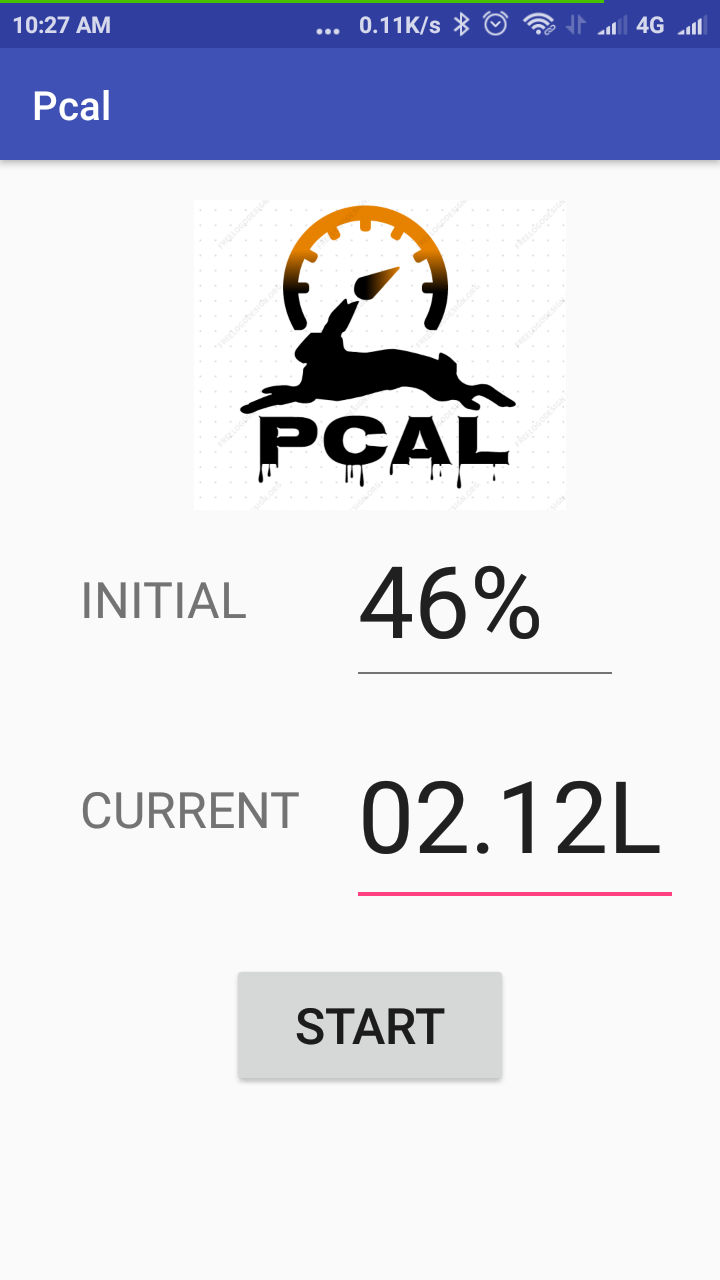 10:27 AM ... 0.11K/s 4G
Pcal
PCAL
INITIAL 46%
CURRENT 02.12L
START